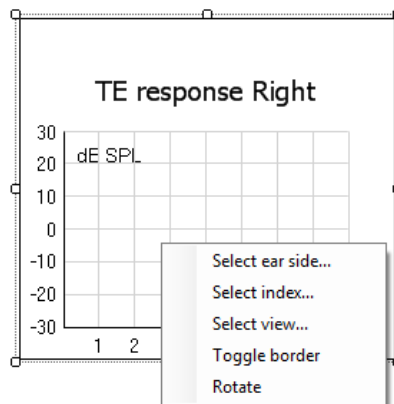 TE response Right
30
dE SPL
20
10
0
-10
-20
-30
1 2
Select ear side...
Select index...
Select view...
Toggle border
Rotate